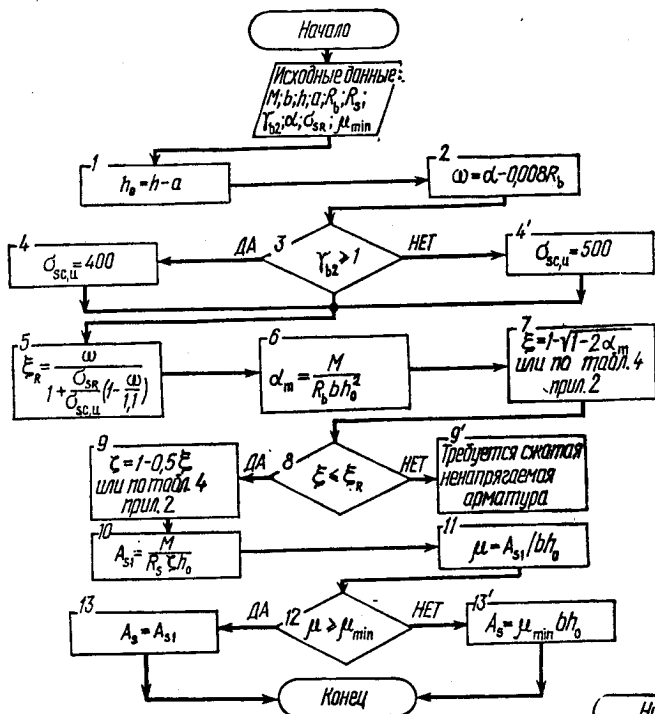 Начало
Исходные данные:
M; b; h; a; R_b; R_s;
γ_b2; α; σ_SR; μ_min
1
h_0 = h - a
2
ω = α - 0,008R_b
3
γ_b2 ≥ 1
ДА
НЕТ
4
σ_sc,u = 400
4'
σ_sc,u = 500
5
ξ_R = ω / (1 + σ_SR/σ_sc,u (1 - ω/1,1))
6
α_m = M / (R_b b h_0^2)
7
ξ = 1 - √(1 - 2α_m)
или по табл. 4
прил. 2
8
ξ ≤ ξ_R
ДА
НЕТ
9
ζ = 1 - 0,5ξ
или по табл. 4
прил. 2
9'
Требуется сжатая
ненапрягаемая
арматура
10
A_s1 = M / (R_s ζ h_0)
11
μ = A_s1 / bh_0
12
μ ≥ μ_min
ДА
НЕТ
13
A_s = A_s1
13'
A_s = μ_min bh_0
Конец